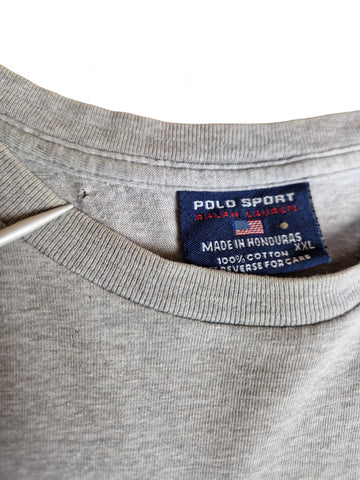 POLO SPORT
RALPH LAUREN
MADE IN HONDURAS
XXL
100% COTTON
REVERSE FOR CARE